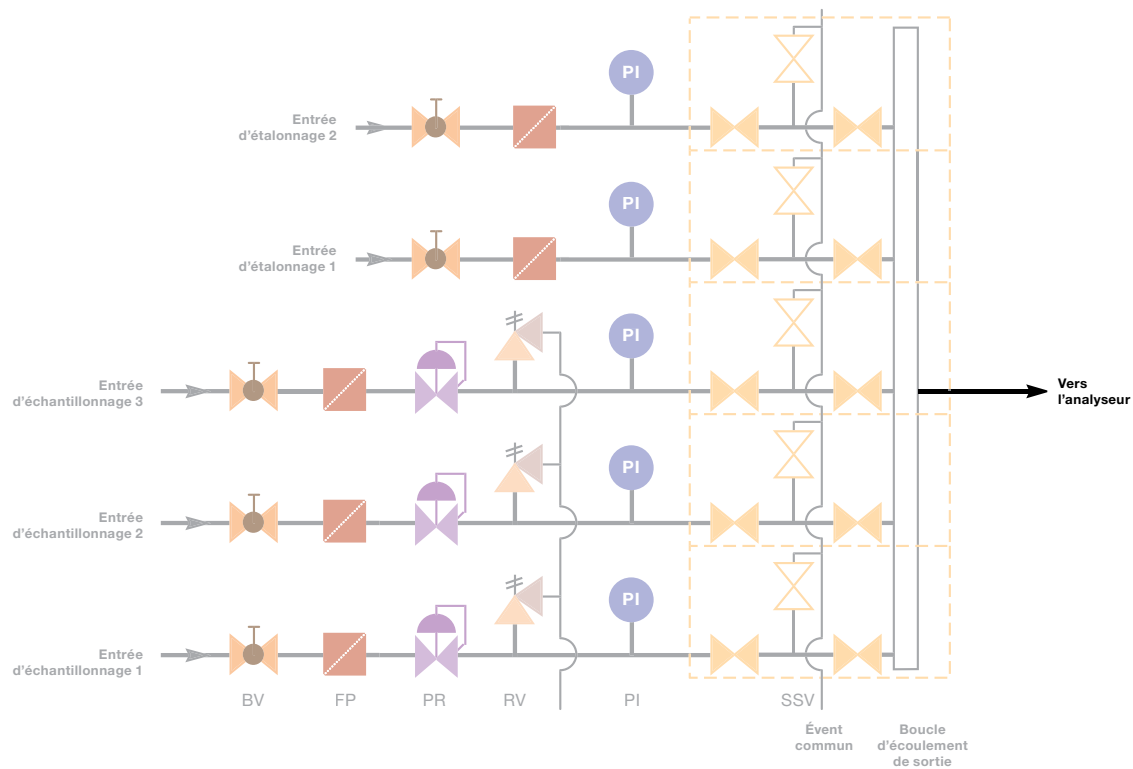 PI
Entrée
d'étalonnage 2
PI
Entrée
d'étalonnage 1
PI
Entrée
d'échantillonnage 3
Vers
l'analyseur
PI
Entrée
d'échantillonnage 2
PI
Entrée
d'échantillonnage 1
BV FP PR RV PI SSV
Évent
commun
Boucle
d'écoulement
de sortie